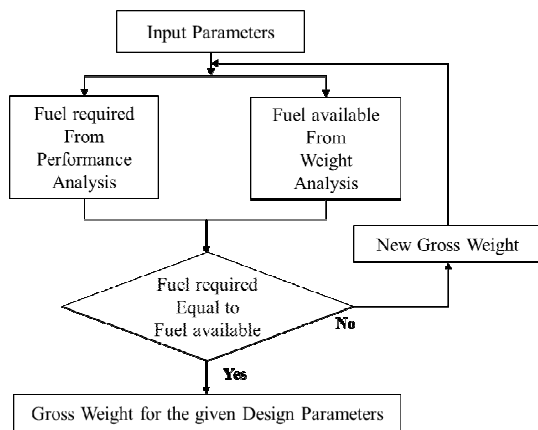 Input Parameters
Fuel required
From
Performance
Analysis
Fuel available
From
Weight
Analysis
New Gross Weight
Fuel required
Equal to
Fuel available
No
Yes
Gross Weight for the given Design Parameters